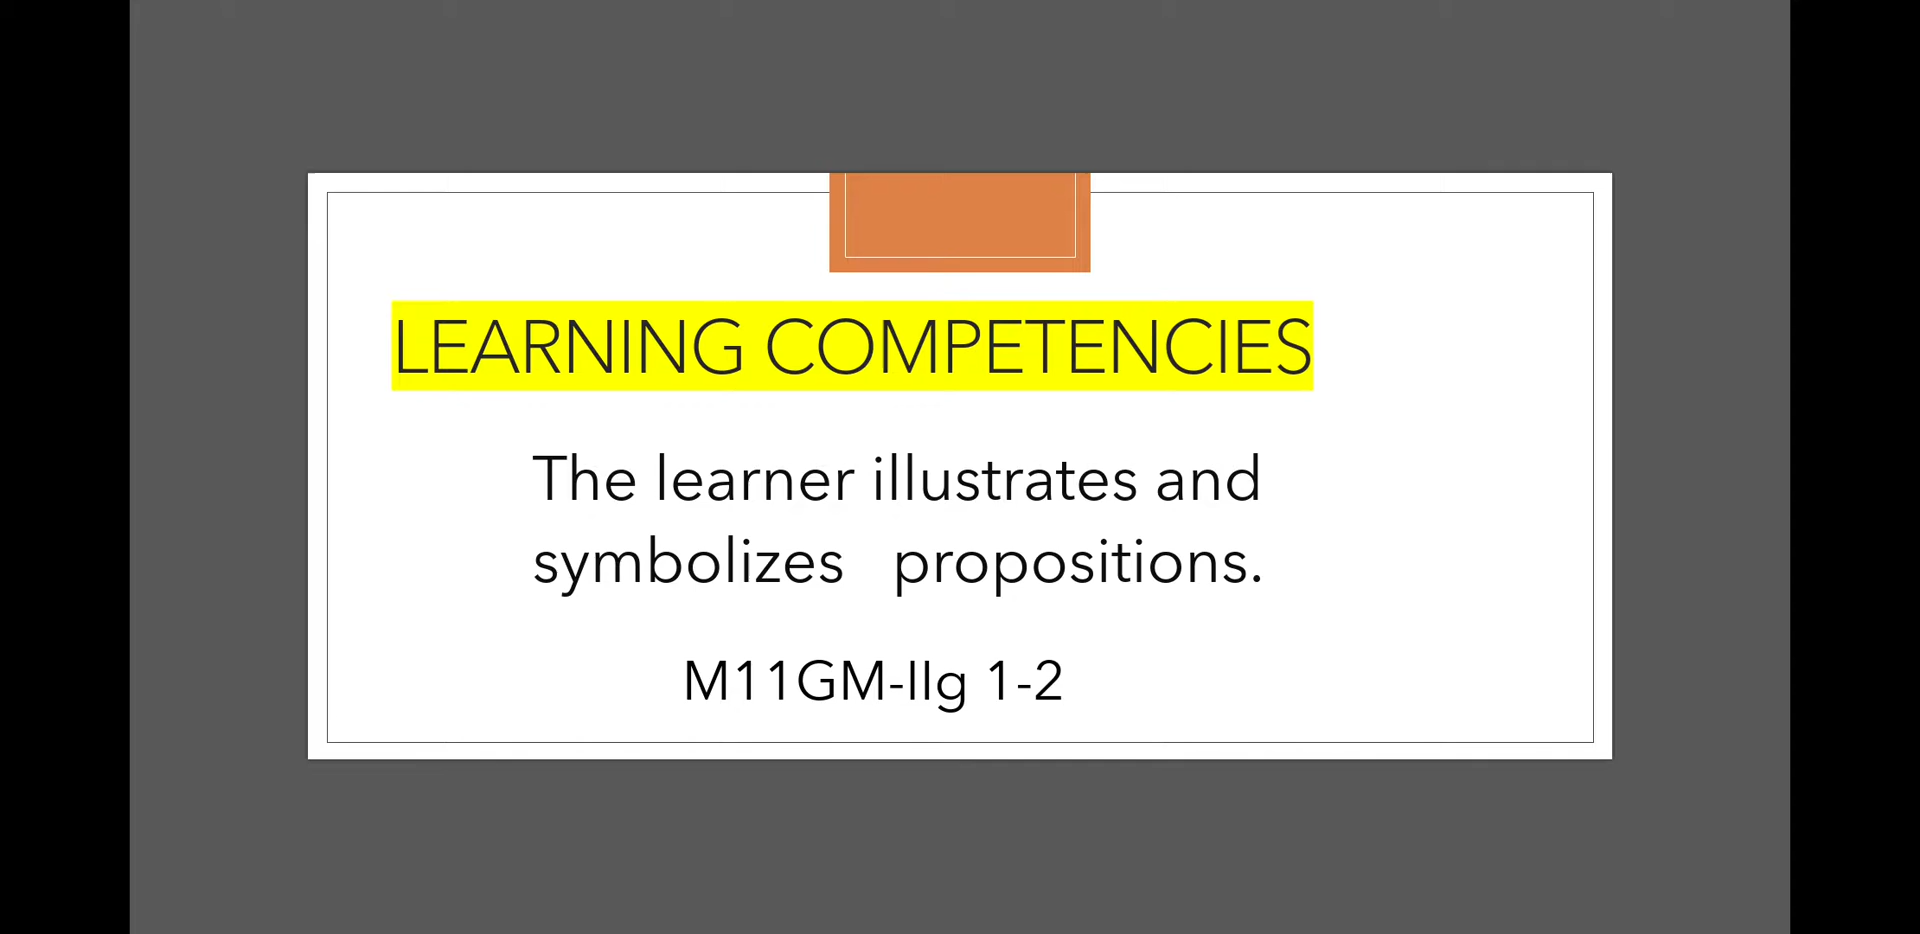 LEARNING COMPETENCIES
The learner illustrates and
symbolizes propositions.
M11GM-IIg 1-2